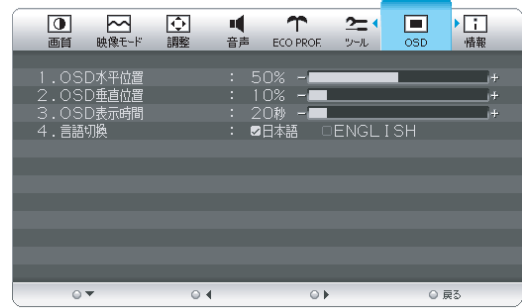 画質 映像モード 調整 音声 ECO PROF. ツール OSD 情報
1.OSD水平位置 : 50% − +
2.OSD垂直位置 : 10% − +
3.OSD表示時間 : 20秒 − +
4.言語切換 : 日本語 ENGLISH
戻る